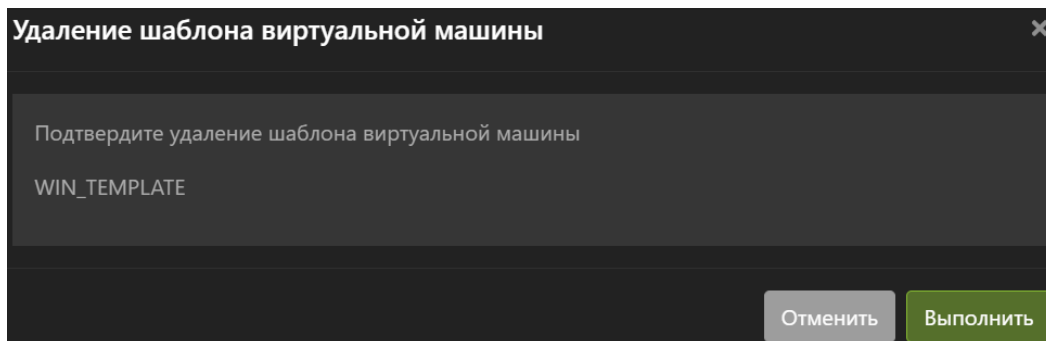 Удаление шаблона виртуальной машины
Подтвердите удаление шаблона виртуальной машины
WIN_TEMPLATE
Отменить Выполнить